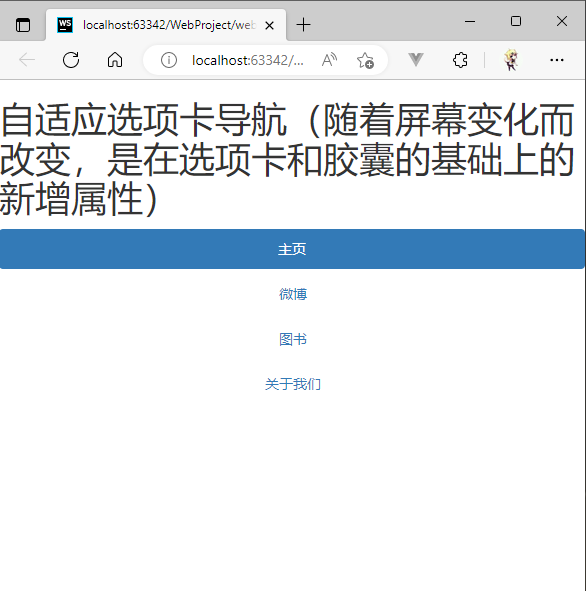 WS
localhost:63342/WebProject/web
localhost:63342/...
自适应选项卡导航（随着屏幕变化而
改变，是在选项卡和胶囊的基础上的
新增属性）
主页
微博
图书
关于我们